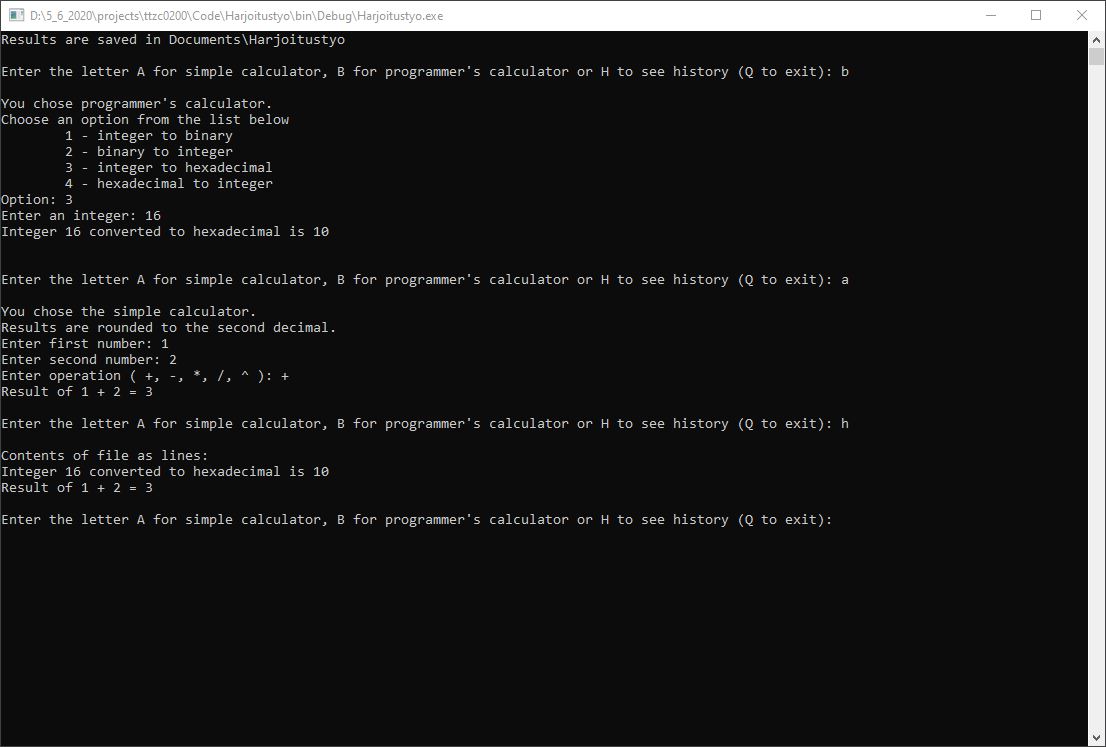 D:\5_6_2020\projects\ttzc0200\Code\Harjoitustyo\bin\Debug\Harjoitustyo.exe
Results are saved in Documents\Harjoitustyo
Enter the letter A for simple calculator, B for programmer's calculator or H to see history (Q to exit): b
You chose programmer's calculator.
Choose an option from the list below
1 - integer to binary
2 - binary to integer
3 - integer to hexadecimal
4 - hexadecimal to integer
Option: 3
Enter an integer: 16
Integer 16 converted to hexadecimal is 10
Enter the letter A for simple calculator, B for programmer's calculator or H to see history (Q to exit): a
You chose the simple calculator.
Results are rounded to the second decimal.
Enter first number: 1
Enter second number: 2
Enter operation ( +, -, *, /, ^ ): +
Result of 1 + 2 = 3
Enter the letter A for simple calculator, B for programmer's calculator or H to see history (Q to exit): h
Contents of file as lines:
Integer 16 converted to hexadecimal is 10
Result of 1 + 2 = 3
Enter the letter A for simple calculator, B for programmer's calculator or H to see history (Q to exit):